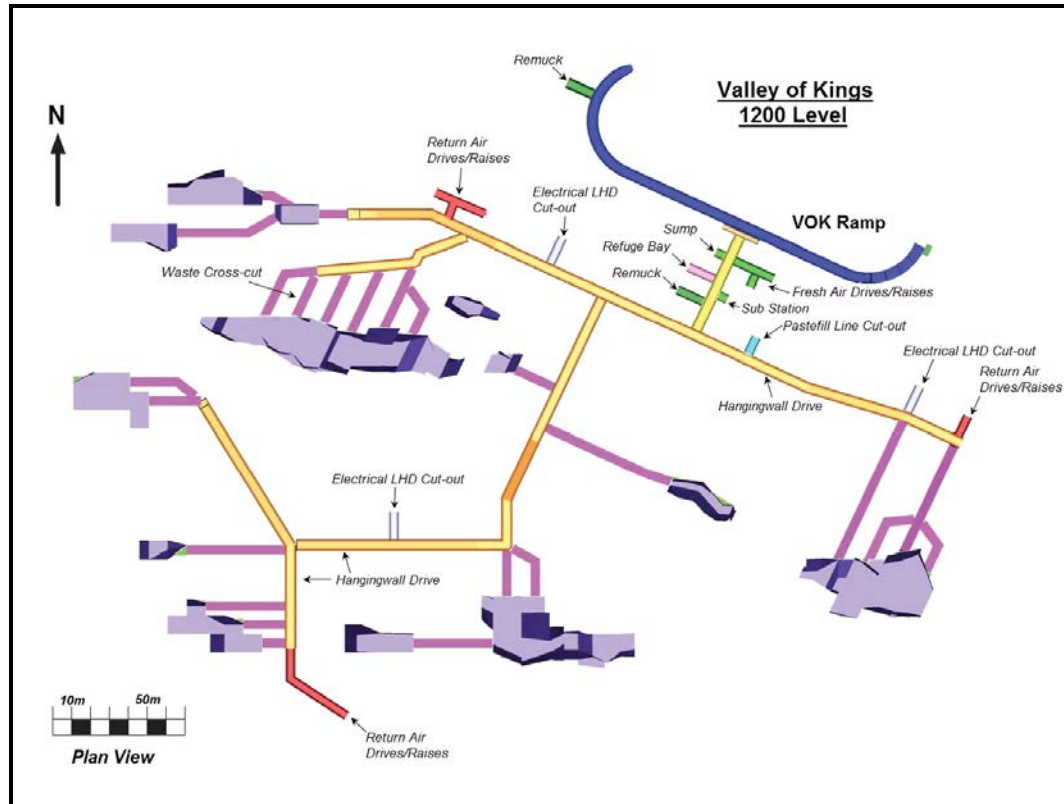 Remuck
Valley of Kings
1200 Level
N
Return Air
Drives/Raises
Electrical LHD
Cut-out
VOK Ramp
Sump
Refuge Bay
Remuck
Fresh Air Drives/Raises
Sub Station
Pastefill Line Cut-out
Waste Cross-cut
Electrical LHD Cut-out
Return Air
Drives/Raises
Hangingwall Drive
Electrical LHD Cut-out
Hangingwall Drive
10m
50m
Plan View
Return Air
Drives/Raises